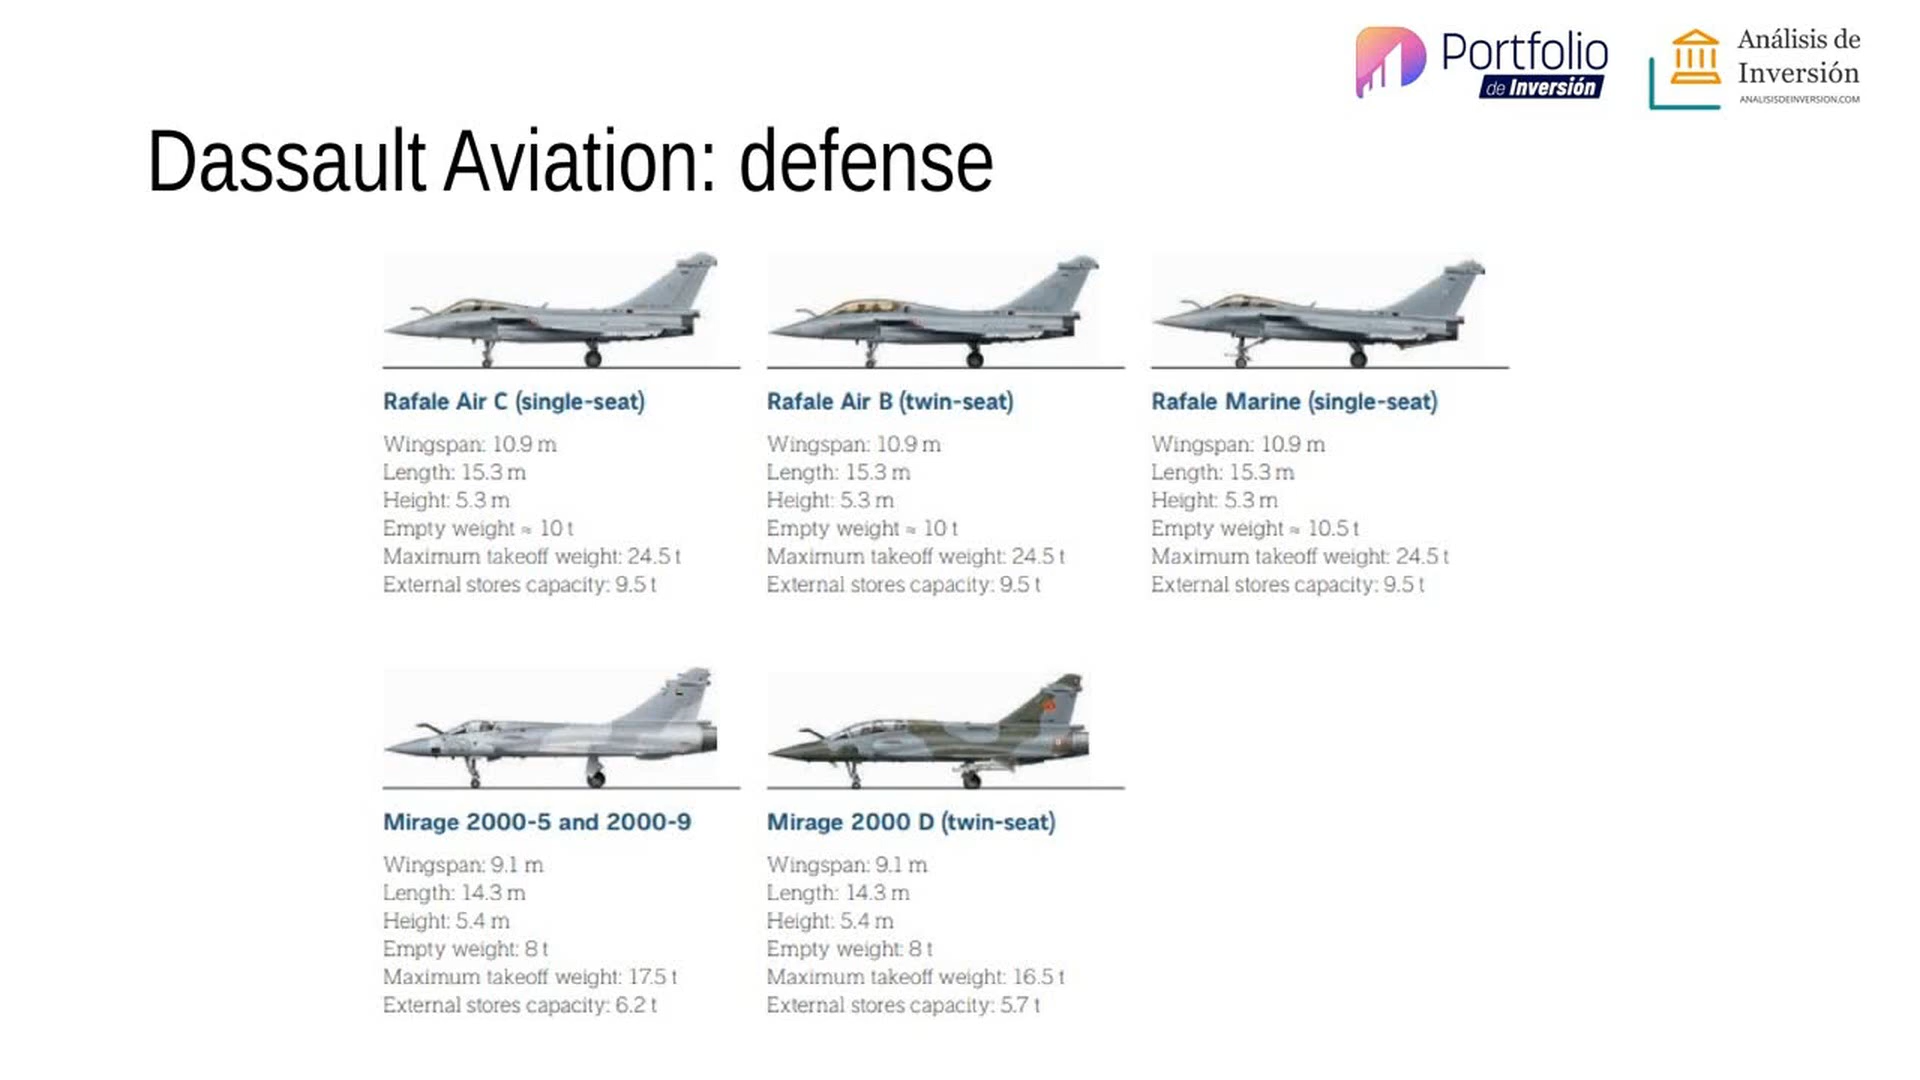 Portfolio
de Inversión
Análisis de
Inversión
ANALISISDEINVERSION.COM
Dassault Aviation: defense
Rafale Air C (single-seat)
Wingspan: 10.9 m
Length: 15.3 m
Height: 5.3 m
Empty weight ≈ 10 t
Maximum takeoff weight: 24.5 t
External stores capacity: 9.5 t
Rafale Air B (twin-seat)
Wingspan: 10.9 m
Length: 15.3 m
Height: 5.3 m
Empty weight ≈ 10 t
Maximum takeoff weight: 24.5 t
External stores capacity: 9.5 t
Rafale Marine (single-seat)
Wingspan: 10.9 m
Length: 15.3 m
Height: 5.3 m
Empty weight ≈ 10.5 t
Maximum takeoff weight: 24.5 t
External stores capacity: 9.5 t
Mirage 2000-5 and 2000-9
Wingspan: 9.1 m
Length: 14.3 m
Height: 5.4 m
Empty weight: 8 t
Maximum takeoff weight: 17.5 t
External stores capacity: 6.2 t
Mirage 2000 D (twin-seat)
Wingspan: 9.1 m
Length: 14.3 m
Height: 5.4 m
Empty weight: 8 t
Maximum takeoff weight: 16.5 t
External stores capacity: 5.7 t